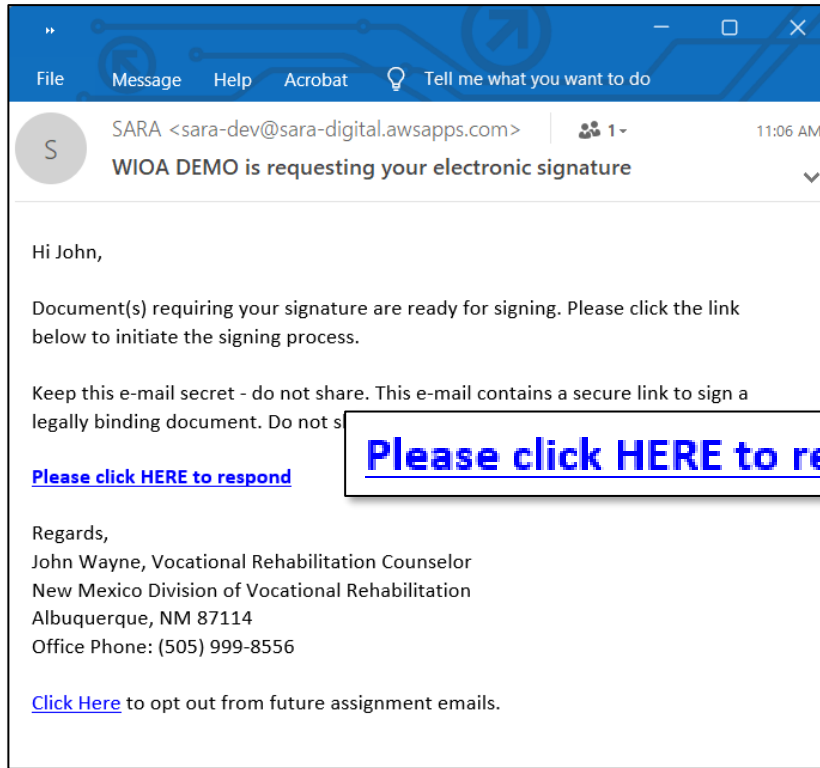 File Message Help Acrobat Tell me what you want to do
S
SARA <sara-dev@sara-digital.awsapps.com> 1 11:06 AM
WIOA DEMO is requesting your electronic signature
Hi John,
Document(s) requiring your signature are ready for signing. Please click the link
below to initiate the signing process.
Keep this e-mail secret - do not share. This e-mail contains a secure link to sign a
legally binding document. Do not
Please click HERE to
Please click HERE to respond
Regards,
John Wayne, Vocational Rehabilitation Counselor
New Mexico Division of Vocational Rehabilitation
Albuquerque, NM 87114
Office Phone: (505) 999-8556
Click Here to opt out from future assignment emails.